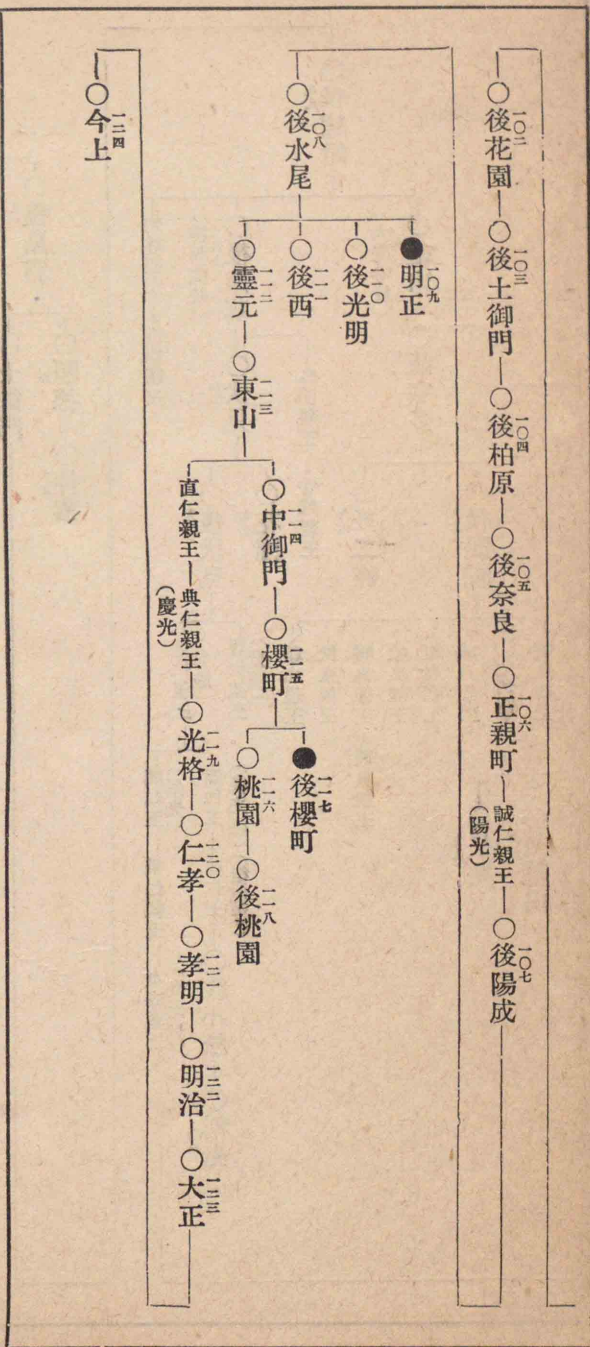 ○後花園一〇二―○後土御門一〇三―○後柏原一〇四―○後奈良一〇五―○正親町一〇六―誠仁親王(陽光)―○後陽成一〇七
○後水尾一〇八
●明正一〇九
○後光明一一〇
○後西一一一
○靈元一一二―○東山一一三
○中御門一一四―○櫻町一一五
●後櫻町一一七
○桃園一一六―○後桃園一一八
直仁親王―典仁親王(慶光)―○光格一一九―○仁孝一二〇―○孝明一二一―○明治一二二―○大正一二三
○今上一二四